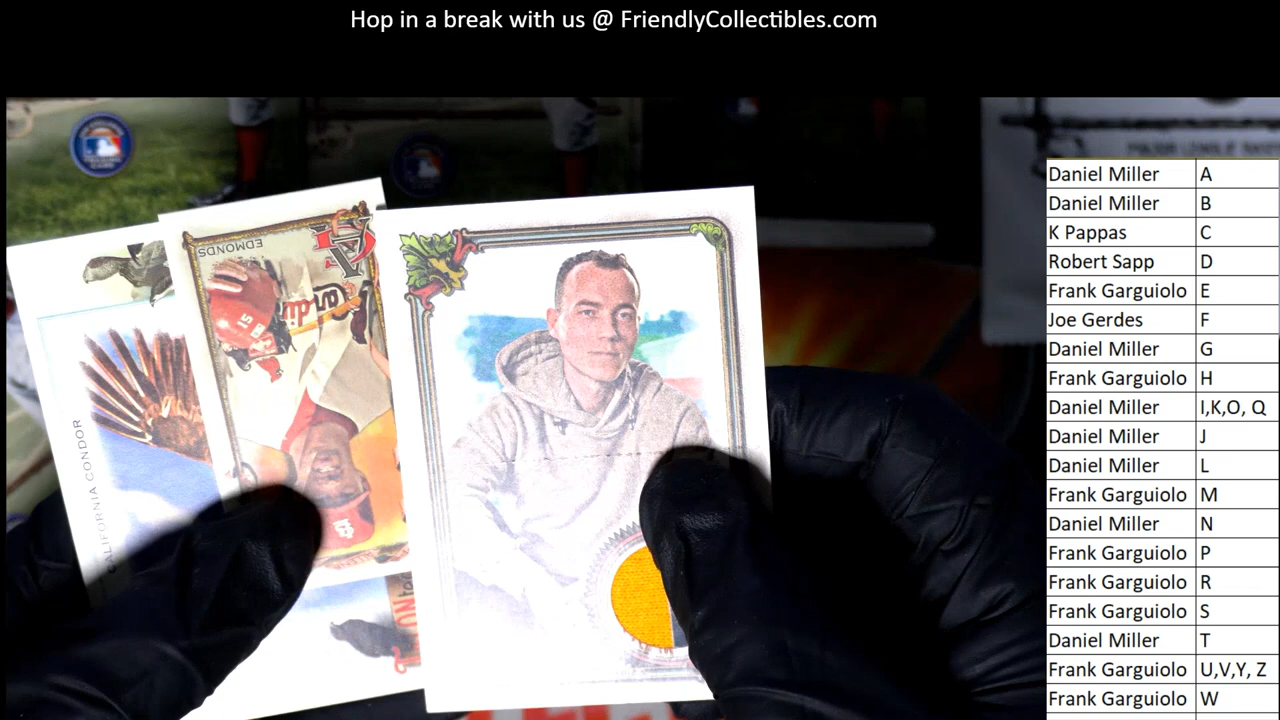 Hop in a break with us @ FriendlyCollectibles.com
Daniel Miller A
Daniel Miller B
K Pappas C
Robert Sapp D
Frank Garguiolo E
Joe Gerdes F
Daniel Miller G
Frank Garguiolo H
Daniel Miller I,K,O, Q
Daniel Miller J
Daniel Miller L
Frank Garguiolo M
Daniel Miller N
Frank Garguiolo P
Frank Garguiolo R
Frank Garguiolo S
Daniel Miller T
Frank Garguiolo U,V,Y, Z
Frank Garguiolo W
EDMONDS
15
CALIFORNIA CONDOR